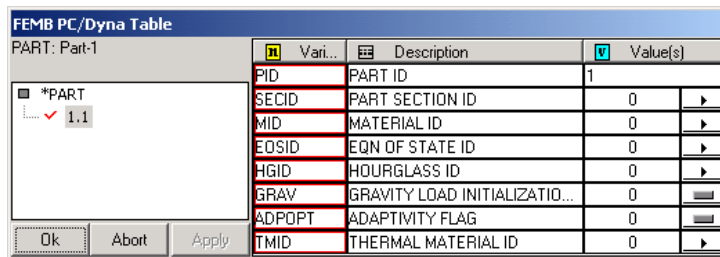 FEMB PC/Dyna Table
PART: Part-1
*PART
1.1
Ok Abort Apply
n Vari... Description V Value(s)
PID PART ID 1
SECID PART SECTION ID 0
MID MATERIAL ID 0
EOSID EQN OF STATE ID 0
HGID HOURGLASS ID 0
GRAV GRAVITY LOAD INITIALIZATIO... 0
ADPOPT ADAPTIVITY FLAG 0
TMID THERMAL MATERIAL ID 0